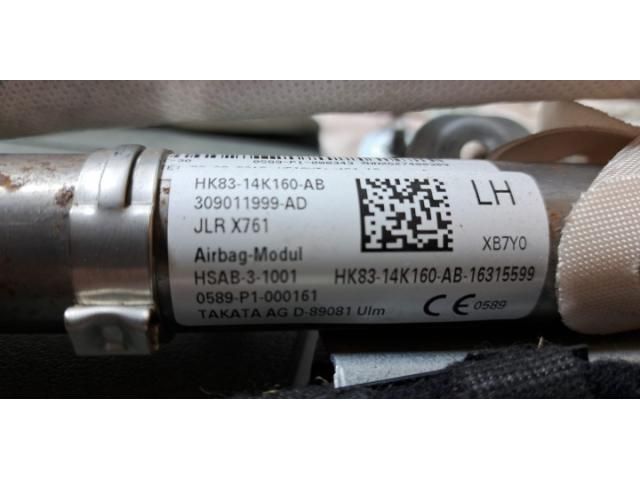 HK83-14K160-AB
309011999-AD
JLR X761
Airbag-Modul
HSAB-3-1001
0589-P1-000161
TAKATA AG D-89081 Ulm
LH
XB7Y0
HK83-14K160-AB-16315599
CE 0589